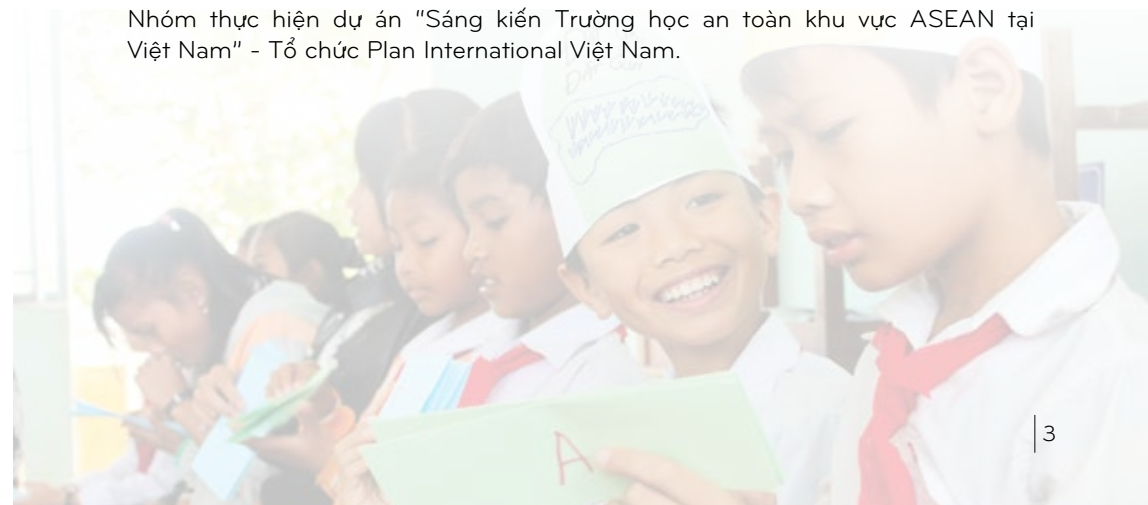 Nhóm thực hiện dự án "Sáng kiến Trường học an toàn khu vực ASEAN tại
Việt Nam" - Tổ chức Plan International Việt Nam.
A
3